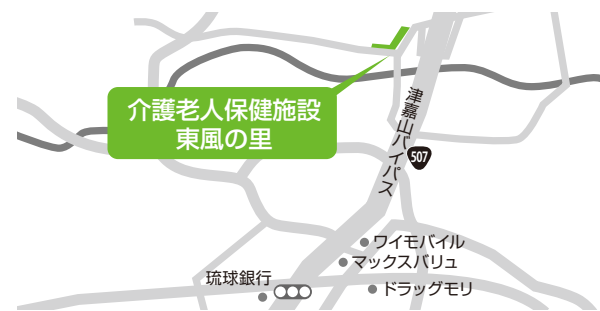 介護老人保健施設
東風の里
津嘉山バイパス
507
ワイモバイル
マックスバリュ
琉球銀行
ドラッグモリ